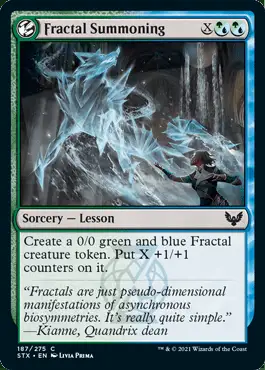 Fractal Summoning X
Sorcery — Lesson
Create a 0/0 green and blue Fractal
creature token. Put X +1/+1
counters on it.
“Fractals are just pseudo-dimensional
manifestations of asynchronous
biosymmetries. It’s really quite simple.”
—Kianne, Quandrix dean
187/275 C
STX • EN LIVIA PRIMA
™ & © 2021 Wizards of the Coast